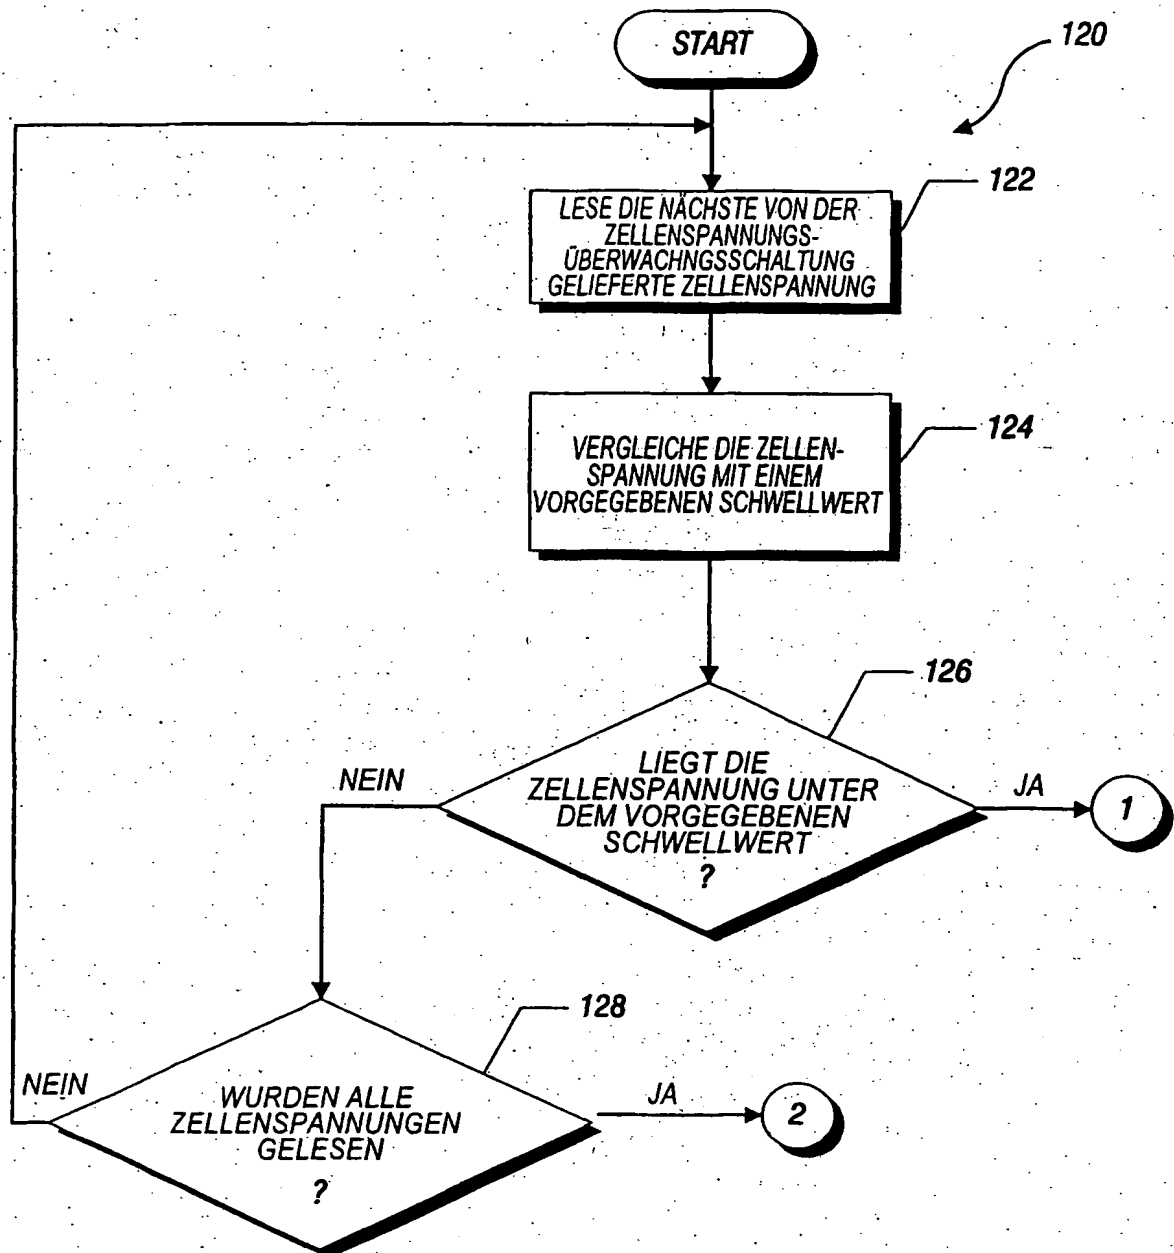 START
120
122
LESE DIE NÄCHSTE VON DER
ZELLENSPANNUNGS-
ÜBERWACHNGSSCHALTUNG
GELIEFERTE ZELLENSPANNUNG
124
VERGLEICHE DIE ZELLEN-
SPANNUNG MIT EINEM
VORGEGEBENEN SCHWELLWERT
126
LIEGT DIE
ZELLENSPANNUNG UNTER
DEM VORGEGEBENEN
SCHWELLWERT
?
NEIN
JA
1
128
WURDEN ALLE
ZELLENSPANNUNGEN
GELESEN
?
NEIN
JA
2